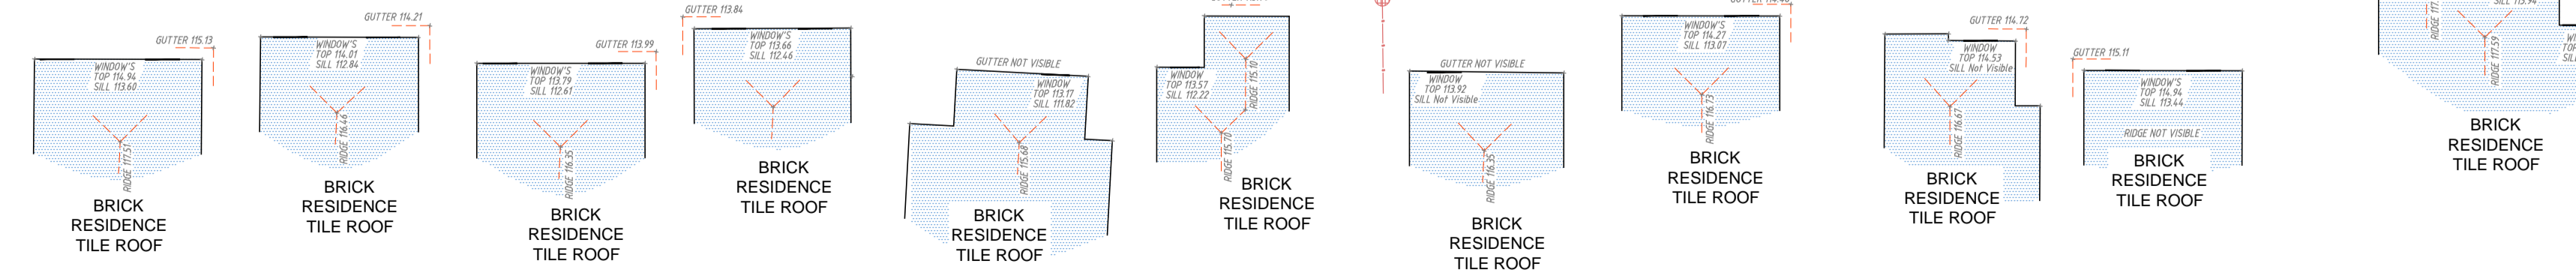 GUTTER 115.13
WINDOW'S
TOP 114.94
SILL 113.60
RIDGE 117.51
BRICK
RESIDENCE
TILE ROOF
GUTTER 114.21
WINDOW'S
TOP 114.01
SILL 112.84
RIDGE 116.46
BRICK
RESIDENCE
TILE ROOF
GUTTER 113.99
WINDOW'S
TOP 113.79
SILL 112.61
RIDGE 116.35
BRICK
RESIDENCE
TILE ROOF
GUTTER 113.84
WINDOW'S
TOP 113.66
SILL 112.46
BRICK
RESIDENCE
TILE ROOF
GUTTER NOT VISIBLE
WINDOW
TOP 113.17
SILL 111.82
RIDGE 115.68
BRICK
RESIDENCE
TILE ROOF
WINDOW
TOP 113.57
SILL 112.22
RIDGE 115.10
RIDGE 115.70
BRICK
RESIDENCE
TILE ROOF
GUTTER NOT VISIBLE
WINDOW
TOP 113.92
SILL Not Visible
RIDGE 116.35
BRICK
RESIDENCE
TILE ROOF
WINDOW'S
TOP 114.27
SILL 113.07
RIDGE 116.73
BRICK
RESIDENCE
TILE ROOF
GUTTER 114.72
WINDOW
TOP 114.53
SILL Not Visible
RIDGE 116.67
BRICK
RESIDENCE
TILE ROOF
GUTTER 115.11
WINDOW'S
TOP 114.94
SILL 113.44
RIDGE NOT VISIBLE
BRICK
RESIDENCE
TILE ROOF
RIDGE 117.59
BRICK
RESIDENCE
TILE ROOF